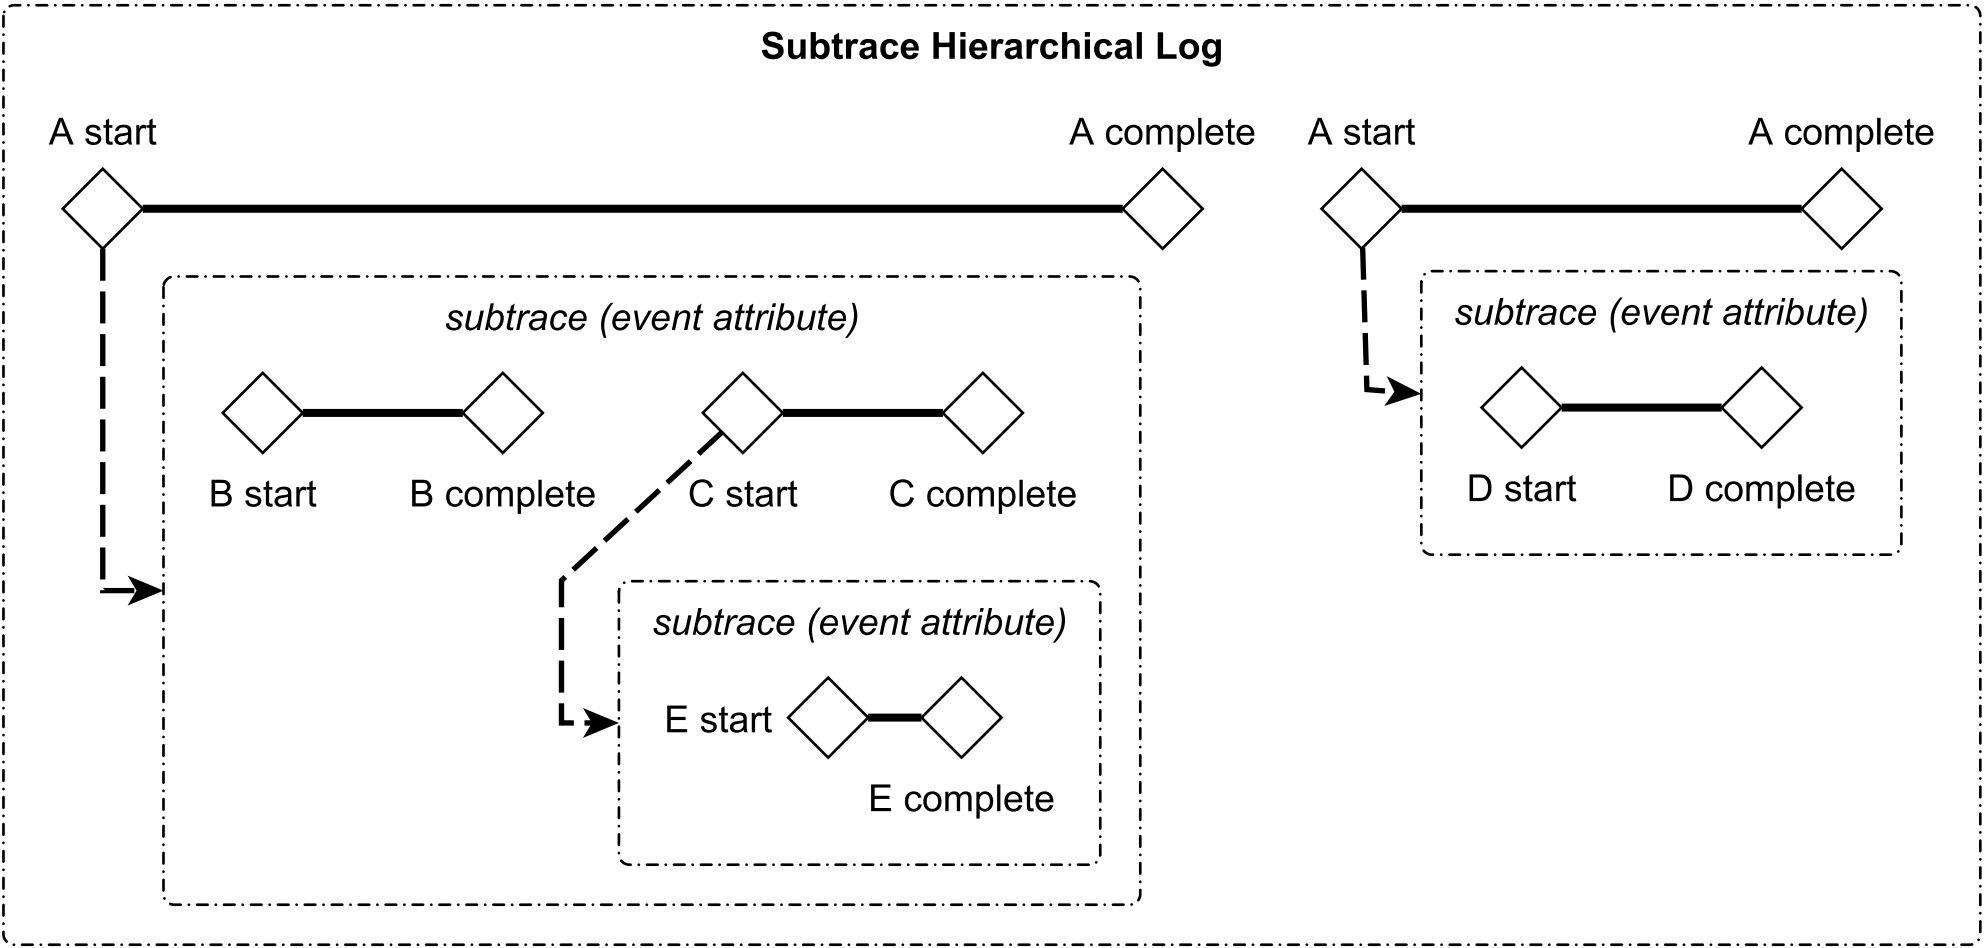 Subtrace Hierarchical Log
A start
A complete
A start
A complete
subtrace (event attribute)
subtrace (event attribute)
B start
B complete
C start
C complete
D start
D complete
subtrace (event attribute)
E start
E complete